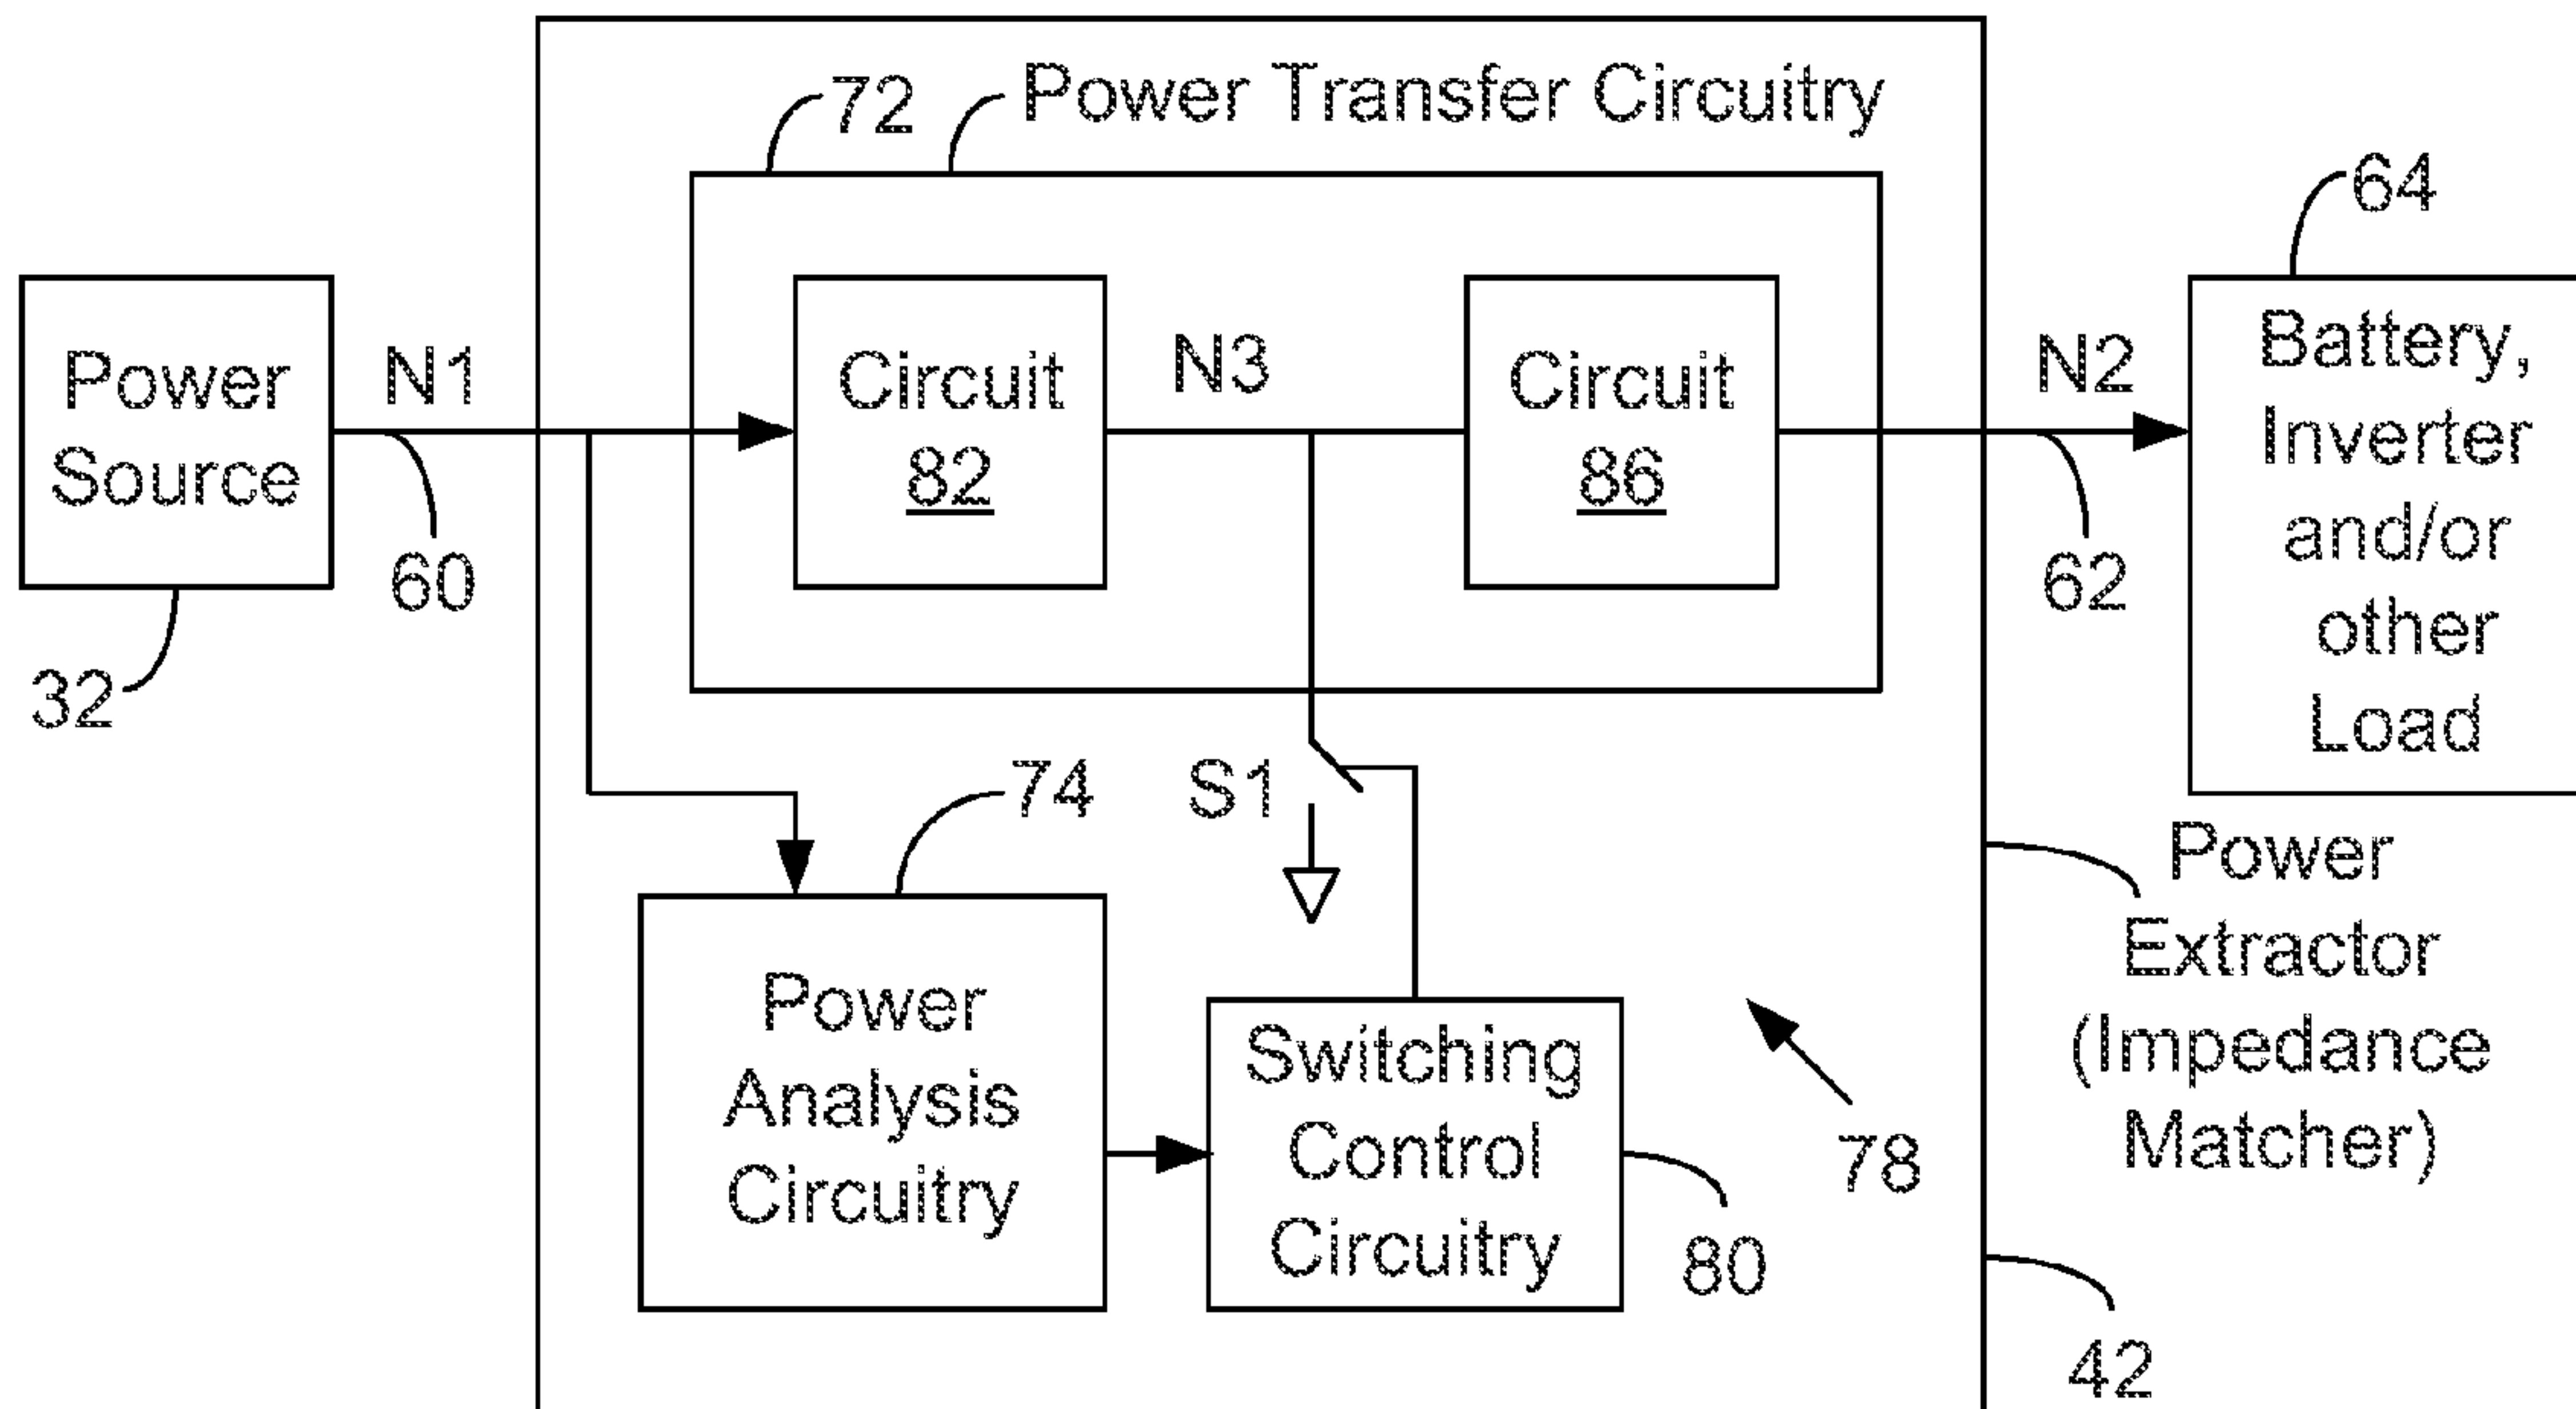 72
Power Transfer Circuitry
64
Power
Source
N1
Circuit
82
N3
Circuit
86
N2
Battery,
Inverter
and/or
other
Load
60
62
32
S1
74
Power
Analysis
Circuitry
Switching
Control
Circuitry
78
80
Power
Extractor
(Impedance
Matcher)
42